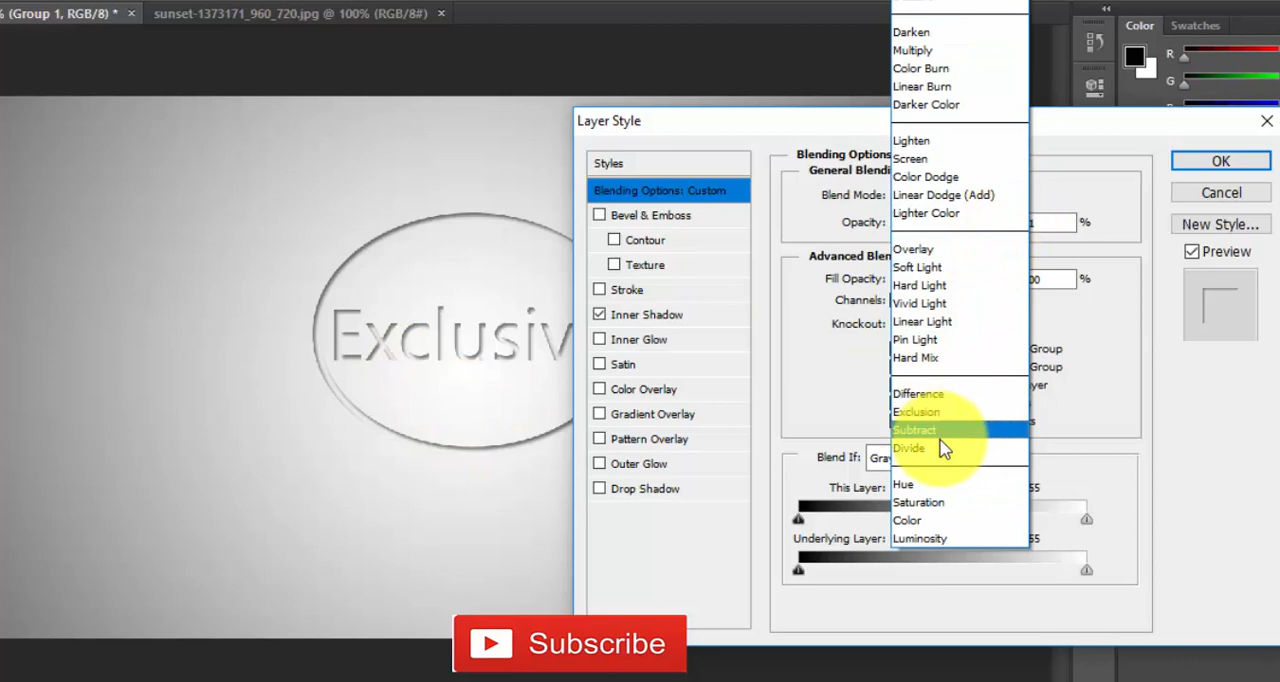 % (Group 1, RGB/8) * ×
sunset-1373171_960_720.jpg @ 100% (RGB/8#) ×
Color Swatches
R
G
Layer Style
Styles
Blending Options: Custom
Bevel & Emboss
Contour
Texture
Stroke
Inner Shadow
Inner Glow
Satin
Color Overlay
Gradient Overlay
Pattern Overlay
Outer Glow
Drop Shadow
Blending Options
General Blendi
Blend Mode:
Opacity:
%
Advanced Blen
Fill Opacity:
00 %
Channels:
Knockout:
Group
Group
yer
s
Blend If: Gra
This Layer:
55
Underlying Layer:
55
Darken
Multiply
Color Burn
Linear Burn
Darker Color
Lighten
Screen
Color Dodge
Linear Dodge (Add)
Lighter Color
Overlay
Soft Light
Hard Light
Vivid Light
Linear Light
Pin Light
Hard Mix
Difference
Exclusion
Subtract
Divide
Hue
Saturation
Color
Luminosity
OK
Cancel
New Style...
Preview
Exclusiv
Subscribe